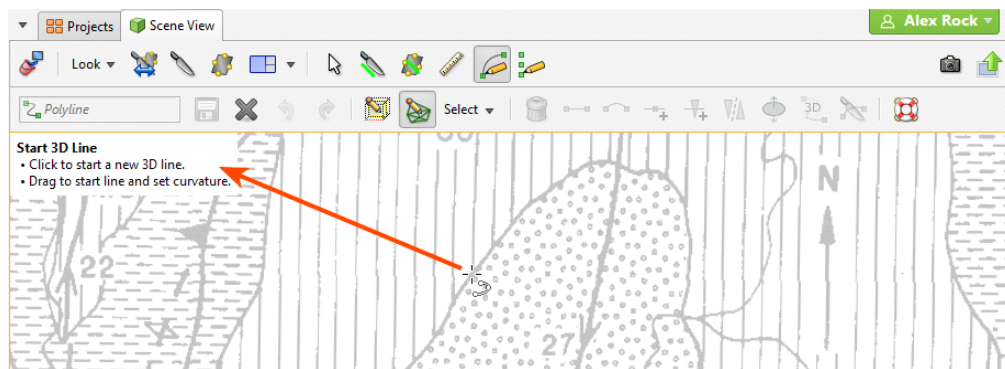 Projects
Scene View
Alex Rock
Look
Polyline
Select
3D
Start 3D Line
• Click to start a new 3D line.
• Drag to start line and set curvature.
N
22
27